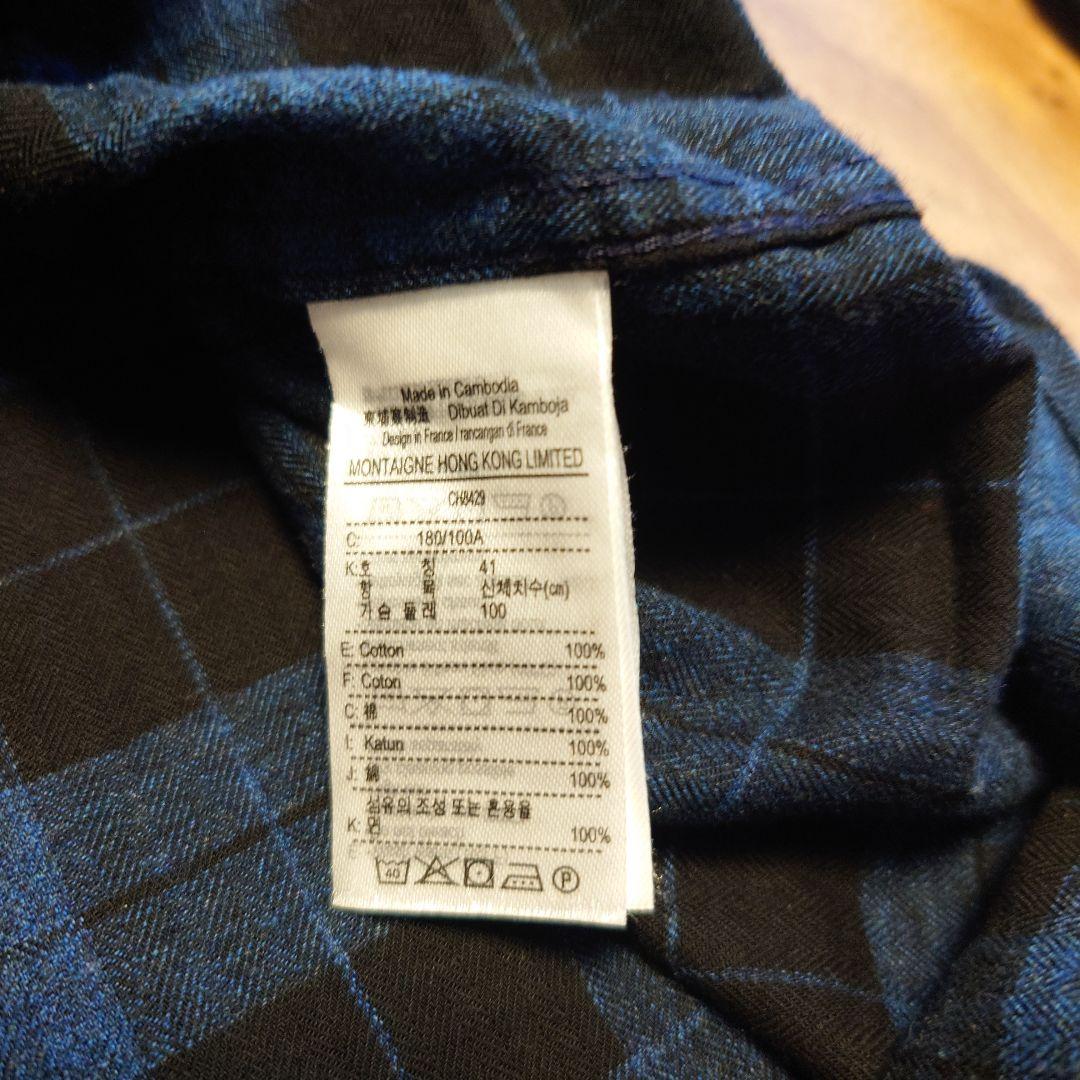 Made in Cambodia
柬埔寨制造 Dibuat Di Kamboja
Design in France / rancangan di France
MONTAIGNE HONG KONG LIMITED
CH8429
C: 180/100A
K: 호 칭 41
항 료 신체치수(㎝)
가슴 둘레 100
E: Cotton 100%
F: Coton 100%
C: 棉 100%
I: Katun 100%
J: 綿 100%
섬유의 조성 또는 혼용율
K: 면 100%
40
P